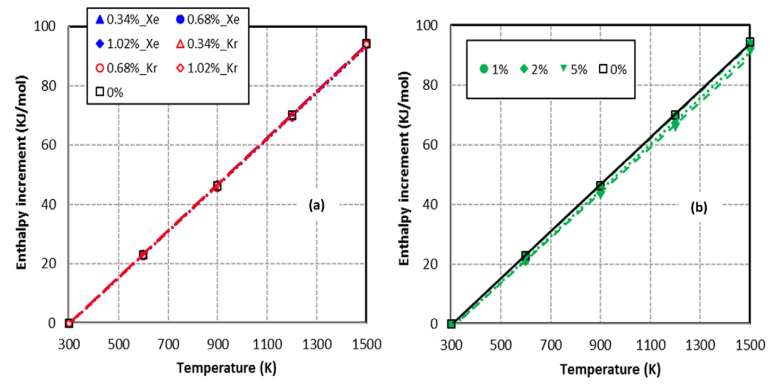 0.34%_Xe 0.68%_Xe
1.02%_Xe 0.34%_Kr
0.68%_Kr 1.02%_Kr
0%
100
80
60
40
20
0
Enthalpy increment (KJ/mol)
(a)
300 500 700 900 1100 1300 1500
Temperature (K)
1% 2% 5% 0%
100
80
60
40
20
0
Enthalpy increment (KJ/mol)
(b)
300 500 700 900 1100 1300 1500
Temperature (K)